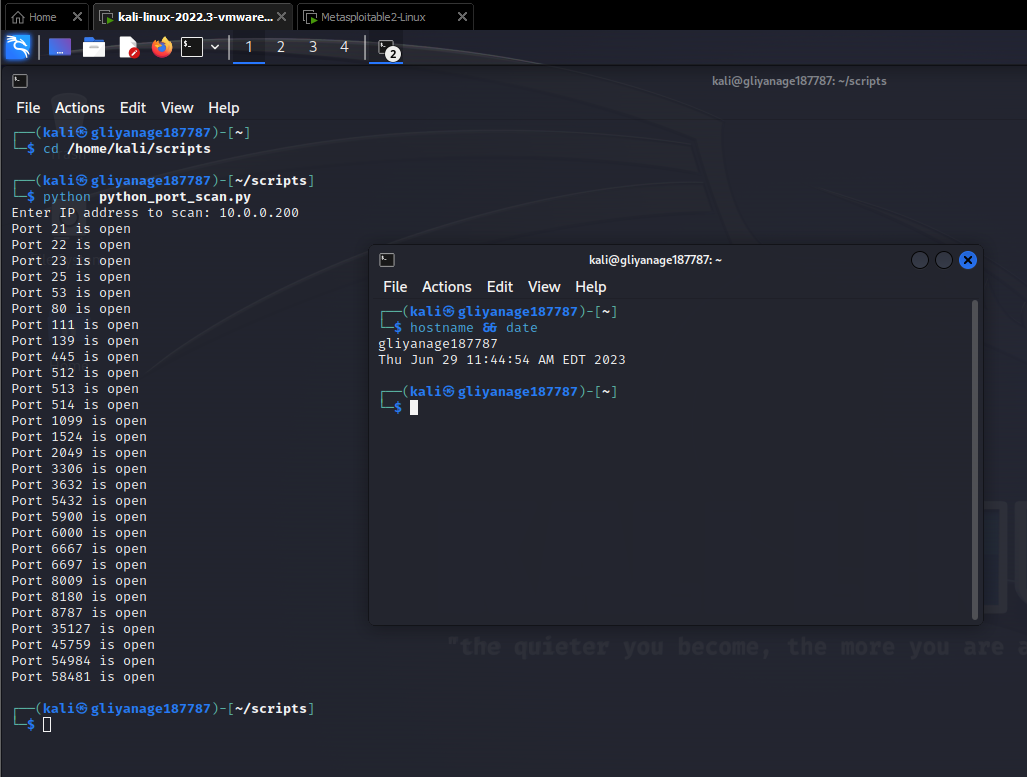 Home
kali-linux-2022.3-vmware...
Metasploitable2-Linux
1 2 3 4
2
kali@gliyanage187787: ~/scripts
File Actions Edit View Help
┌──(kali㉿gliyanage187787)-[~]
└─$ cd /home/kali/scripts
┌──(kali㉿gliyanage187787)-[~/scripts]
└─$ python python_port_scan.py
Enter IP address to scan: 10.0.0.200
Port 21 is open
Port 22 is open
Port 23 is open
Port 25 is open
Port 53 is open
Port 80 is open
Port 111 is open
Port 139 is open
Port 445 is open
Port 512 is open
Port 513 is open
Port 514 is open
Port 1099 is open
Port 1524 is open
Port 2049 is open
Port 3306 is open
Port 3632 is open
Port 5432 is open
Port 5900 is open
Port 6000 is open
Port 6667 is open
Port 6697 is open
Port 8009 is open
Port 8180 is open
Port 8787 is open
Port 35127 is open
Port 45759 is open
Port 54984 is open
Port 58481 is open
┌──(kali㉿gliyanage187787)-[~/scripts]
└─$
kali@gliyanage187787: ~
File Actions Edit View Help
┌──(kali㉿gliyanage187787)-[~]
└─$ hostname && date
gliyanage187787
Thu Jun 29 11:44:54 AM EDT 2023
┌──(kali㉿gliyanage187787)-[~]
└─$
"the quieter you become, the more you are a